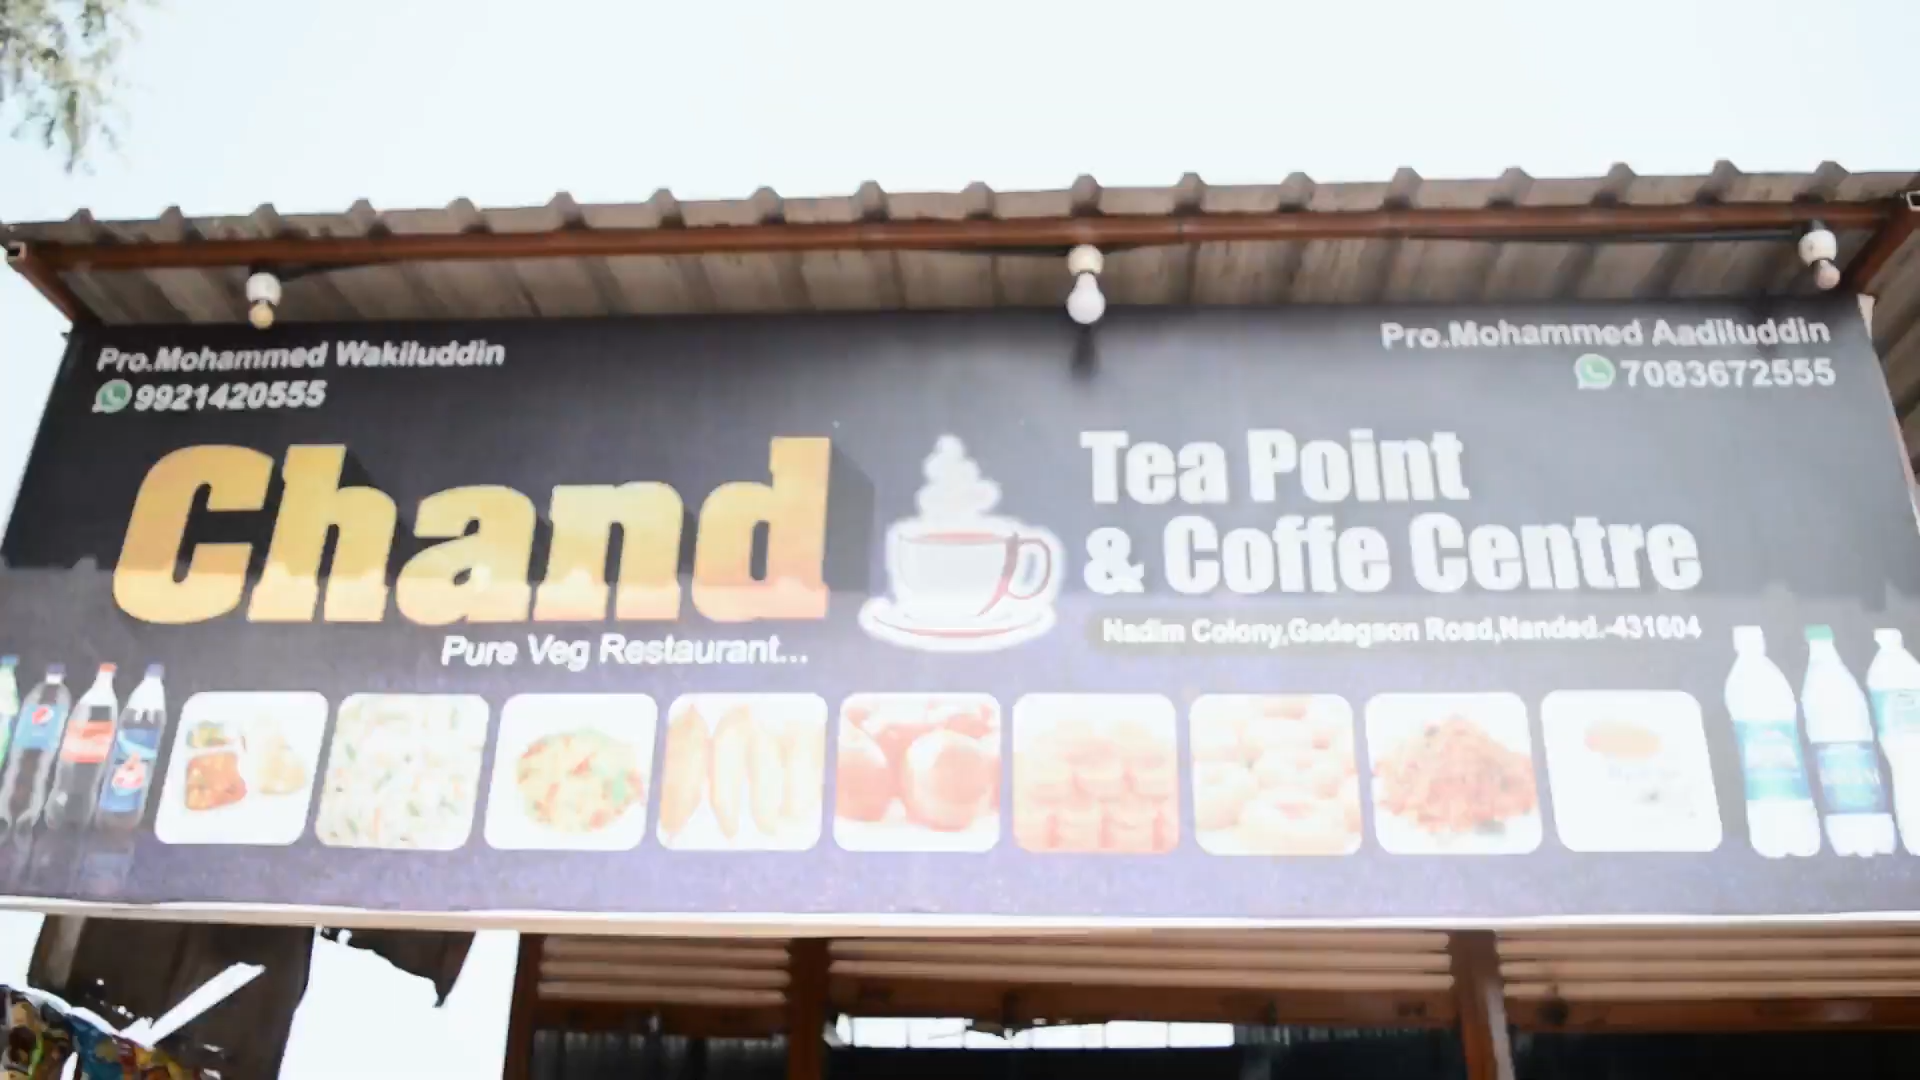 Pro.Mohammed Wakiluddin
9921420555
Pro.Mohammed Aadiluddin
7083672555
Chand
Pure Veg Restaurant...
Tea Point
& Coffe Centre
Nadim Colony,Gadegaon Road,Nanded.-431604